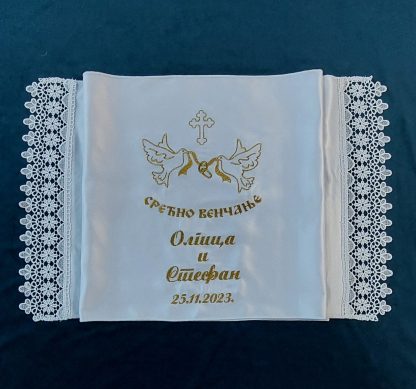 СРЕЋНО ВЕНЧАЊЕ
Олгица
и
Стефан
25.11.2023.